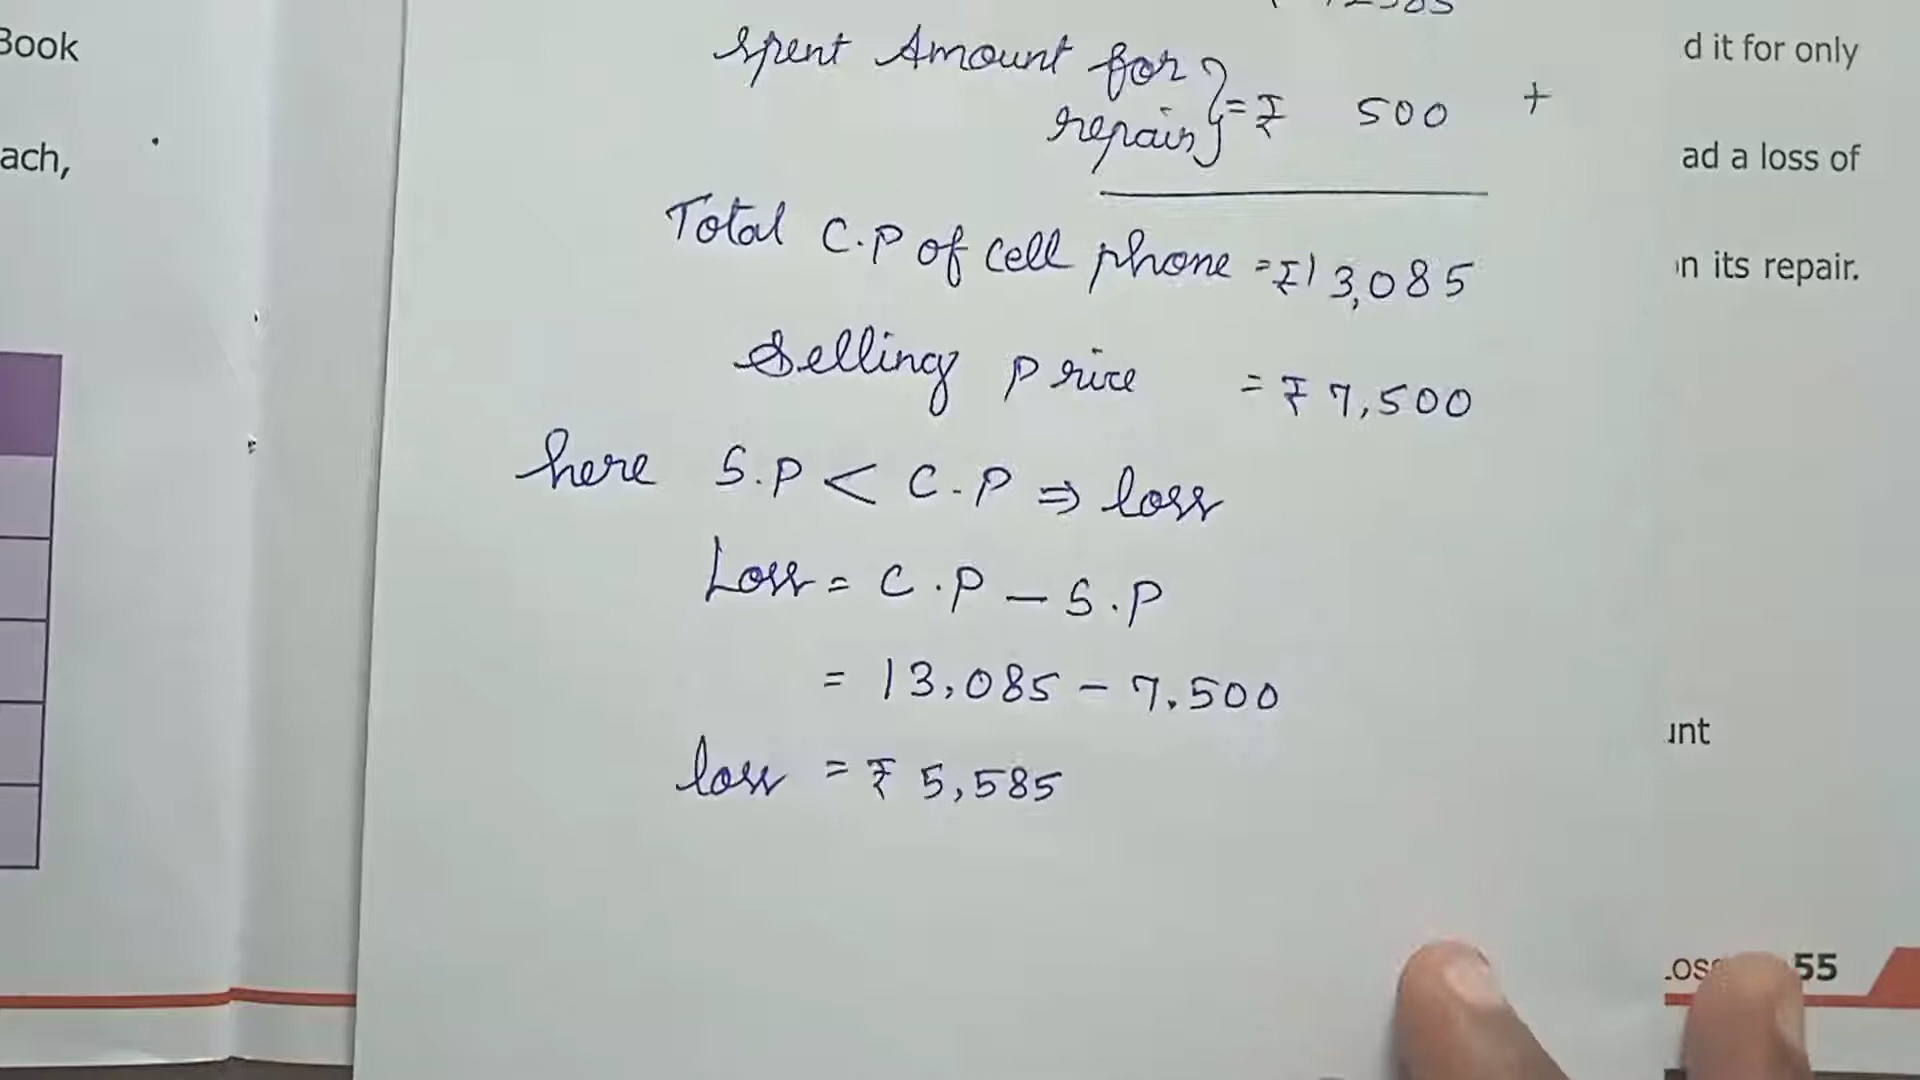 Book
ach,
spent Amount for
repair } = ₹ 500 +
Total C.P of cell phone = ₹ 13,085
Selling price = ₹ 7,500
here S.P < C.P ⇒ loss
Loss = C.P – S.P
= 13,085 – 7,500
loss = ₹ 5,585
d it for only
ad a loss of
n its repair.
unt
55